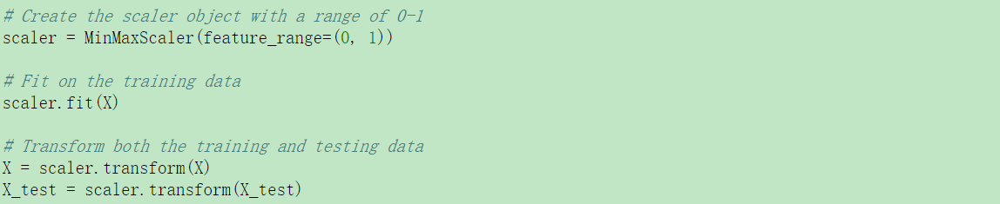 # Create the scaler object with a range of 0-1
scaler = MinMaxScaler(feature_range=(0, 1))
# Fit on the training data
scaler.fit(X)
# Transform both the training and testing data
X = scaler.transform(X)
X_test = scaler.transform(X_test)